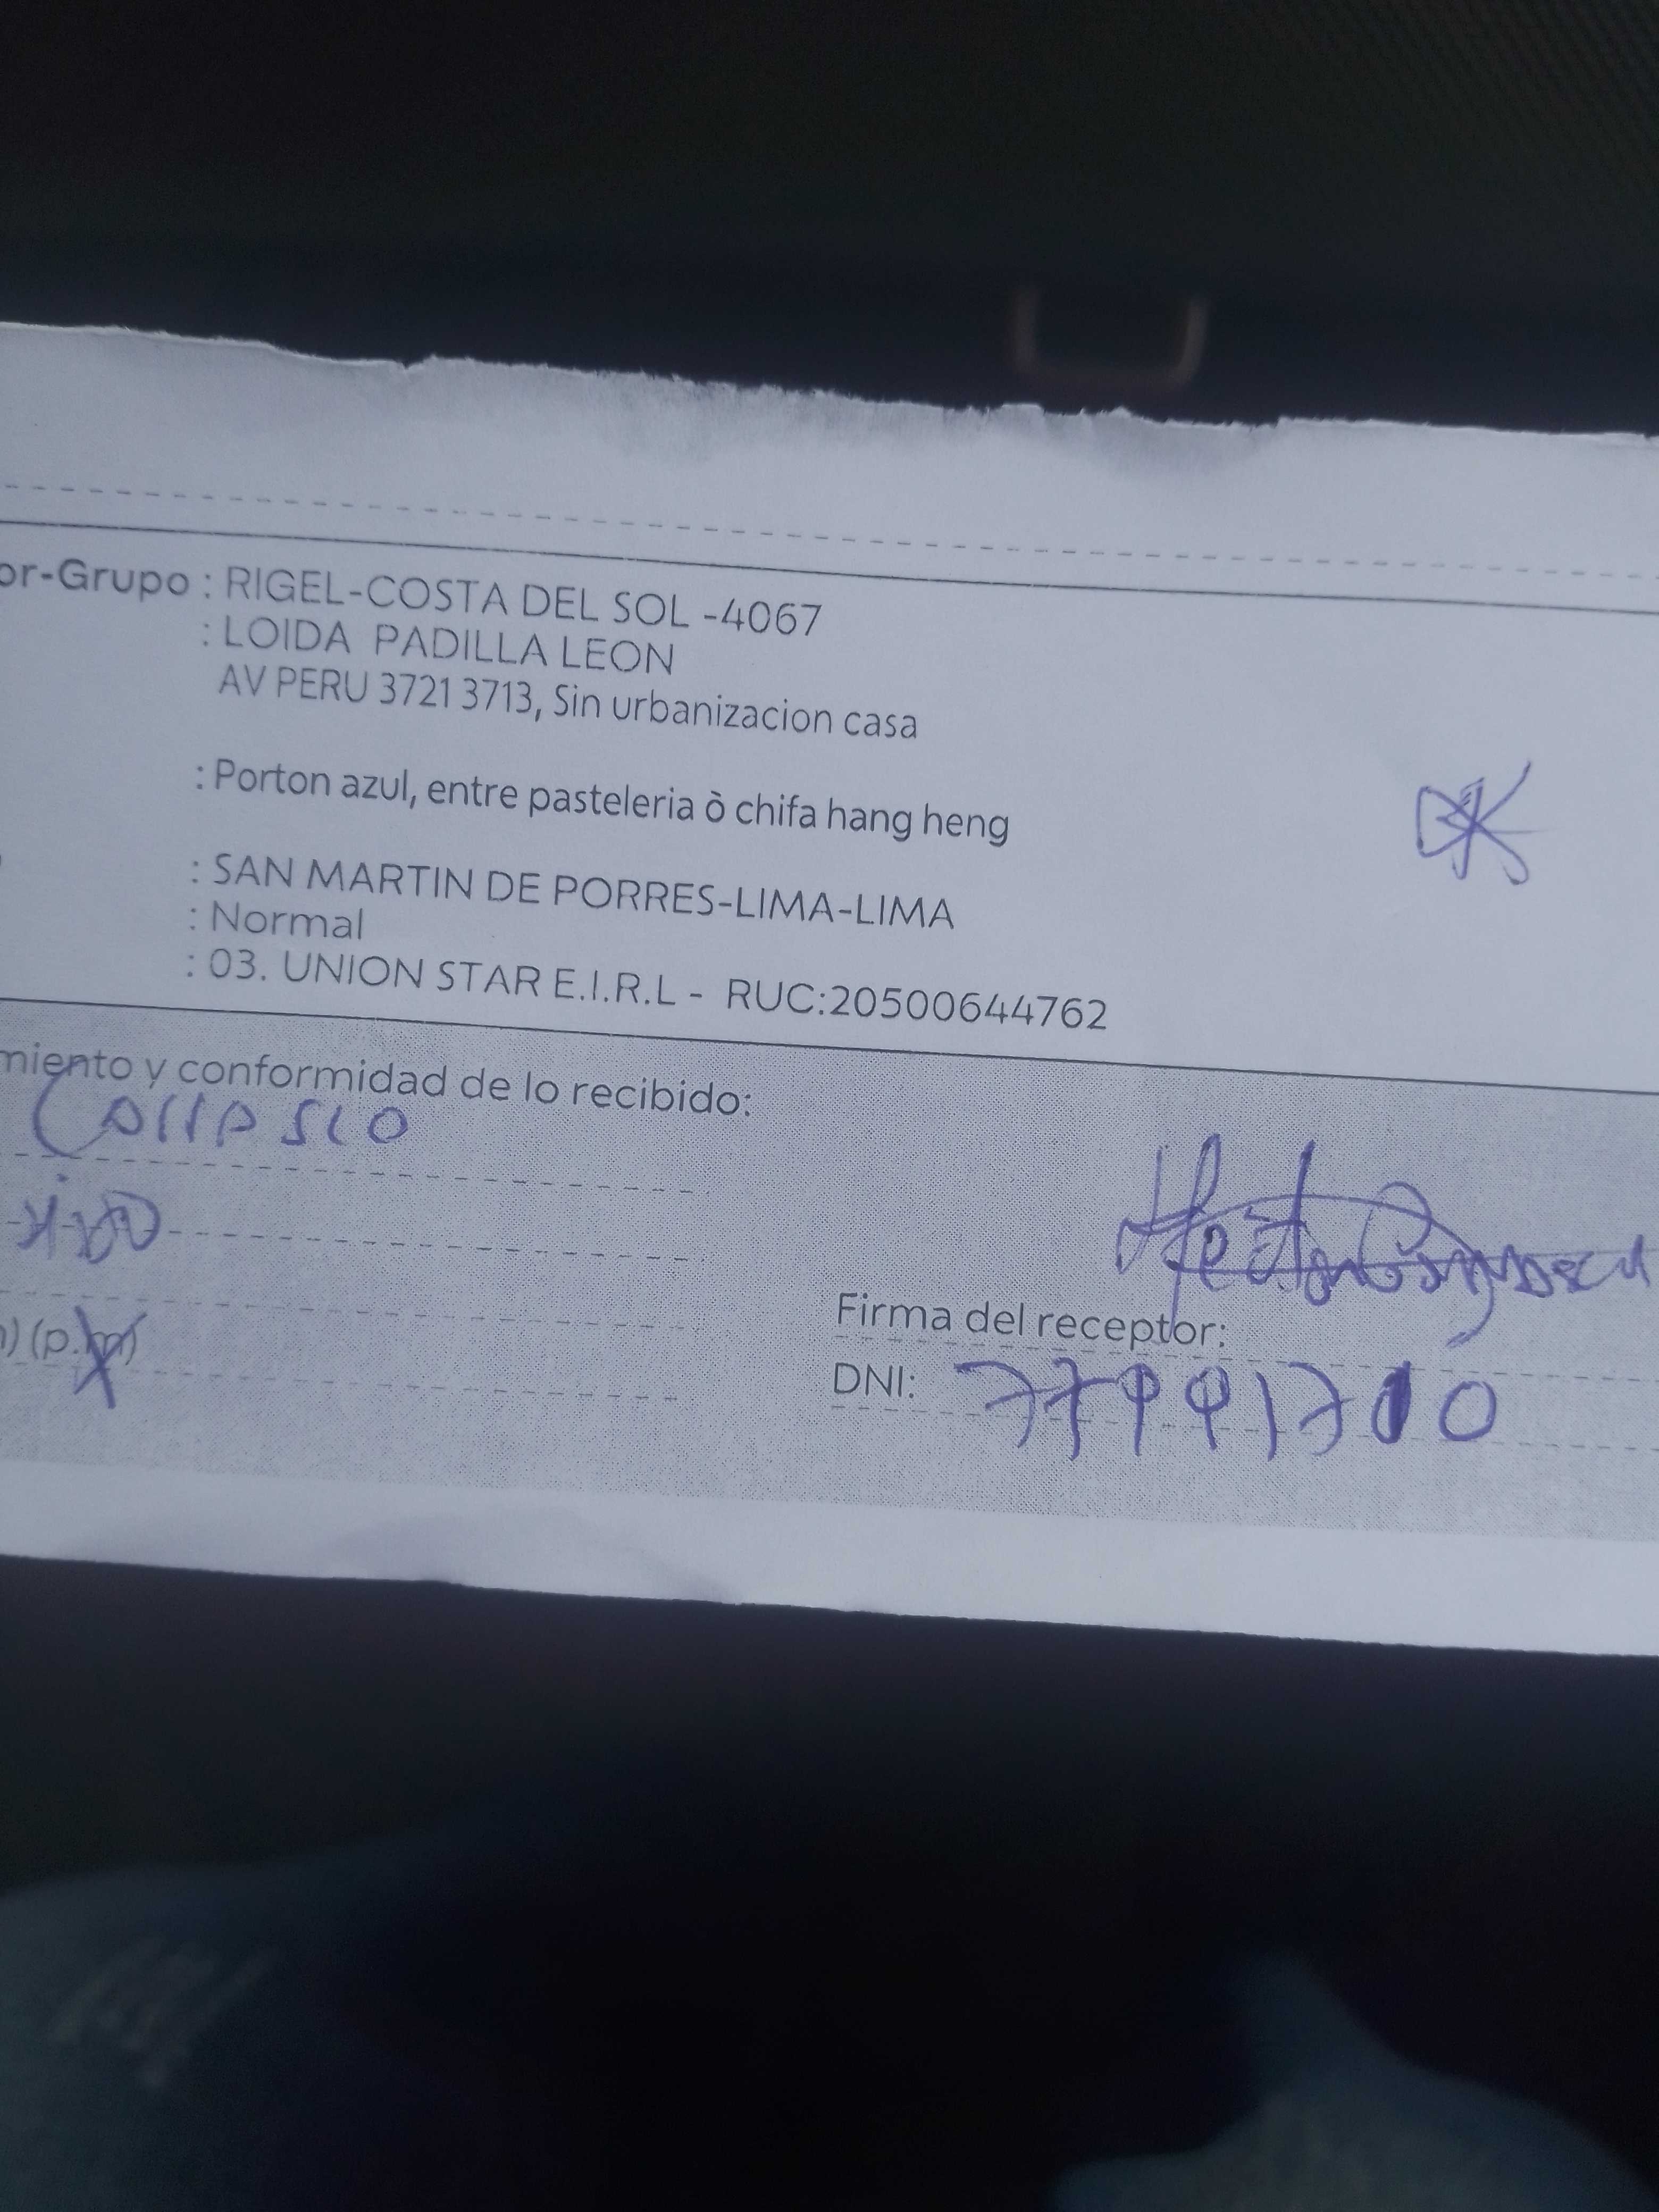 or-Grupo : RIGEL-COSTA DEL SOL -4067
: LOIDA PADILLA LEON
AV PERU 3721 3713, Sin urbanizacion casa
: Porton azul, entre pasteleria ò chifa hang heng
: SAN MARTIN DE PORRES-LIMA-LIMA
: Normal
: 03. UNION STAR E.I.R.L - RUC:20500644762
miento y conformidad de lo recibido:
) (p.m)
Firma del receptor:
DNI: